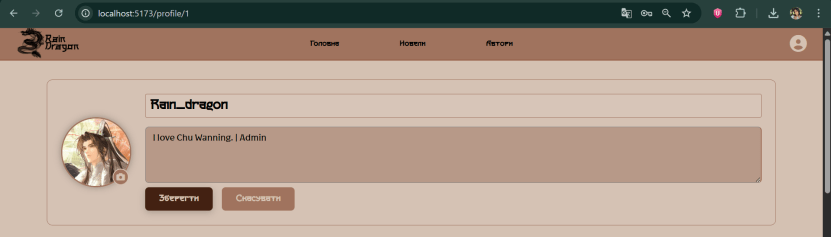 localhost:5173/profile/1
Rain
Dragon
Головна Новели Автори
Rain_dragon
I love Chu Wanning. | Admin
Зберегти Скасувати